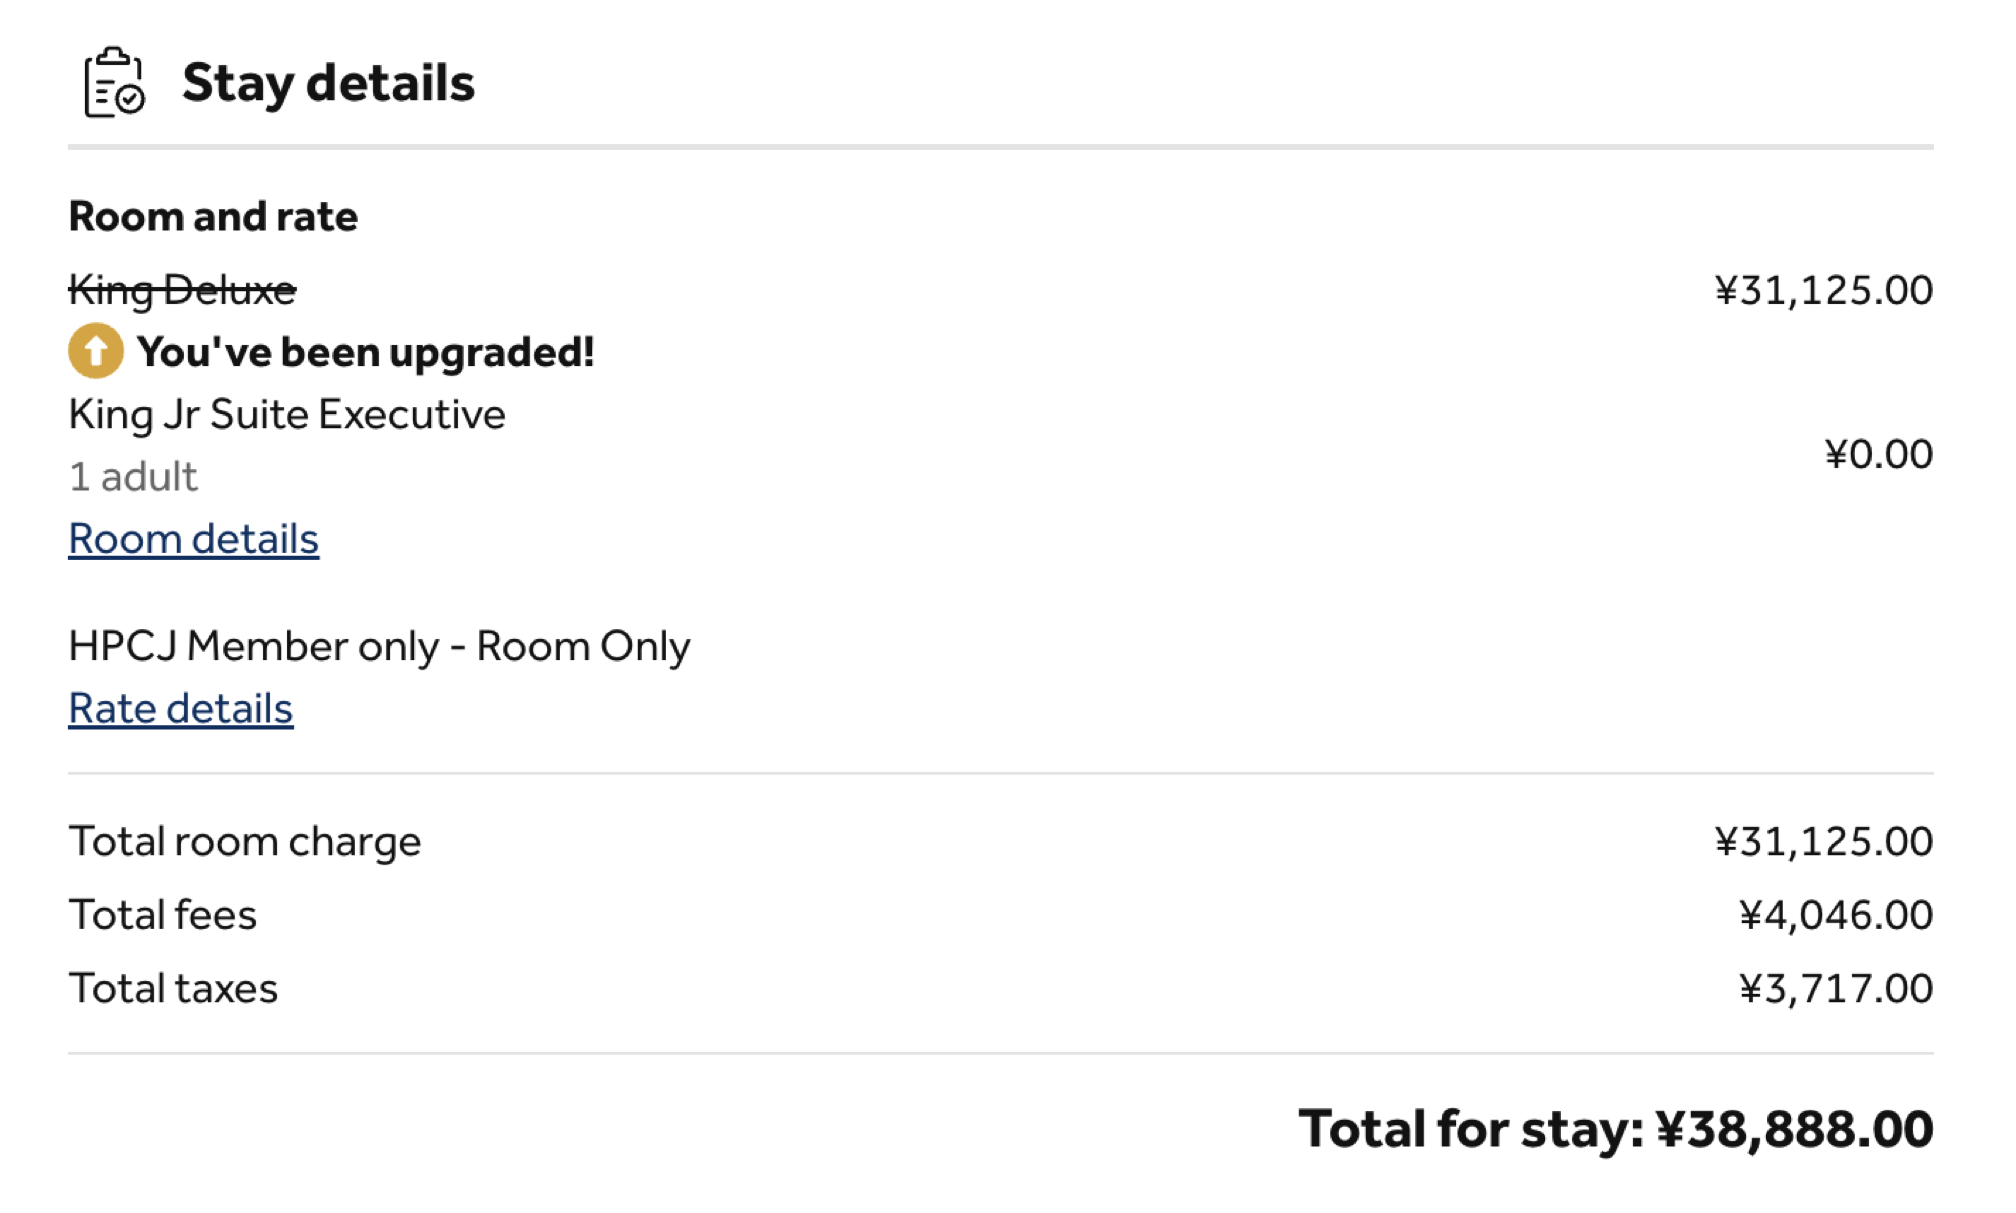 Stay details
Room and rate
King Deluxe ¥31,125.00
You've been upgraded!
King Jr Suite Executive
¥0.00
1 adult
Room details
HPCJ Member only - Room Only
Rate details
Total room charge ¥31,125.00
Total fees ¥4,046.00
Total taxes ¥3,717.00
Total for stay: ¥38,888.00